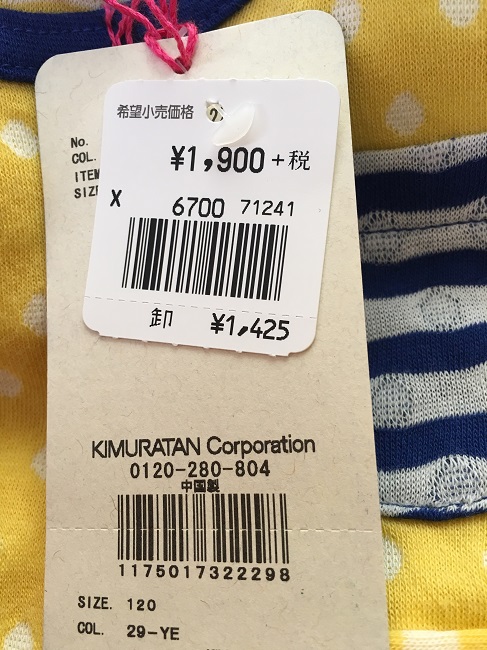 希望小売価格
¥1,900+税
X 6700 71241
卸 ¥1,425
No.
COL.
ITEM
SIZ
KIMURATAN Corporation
0120-280-804
中国製
1175017322298
SIZE. 120
COL. 29-YE